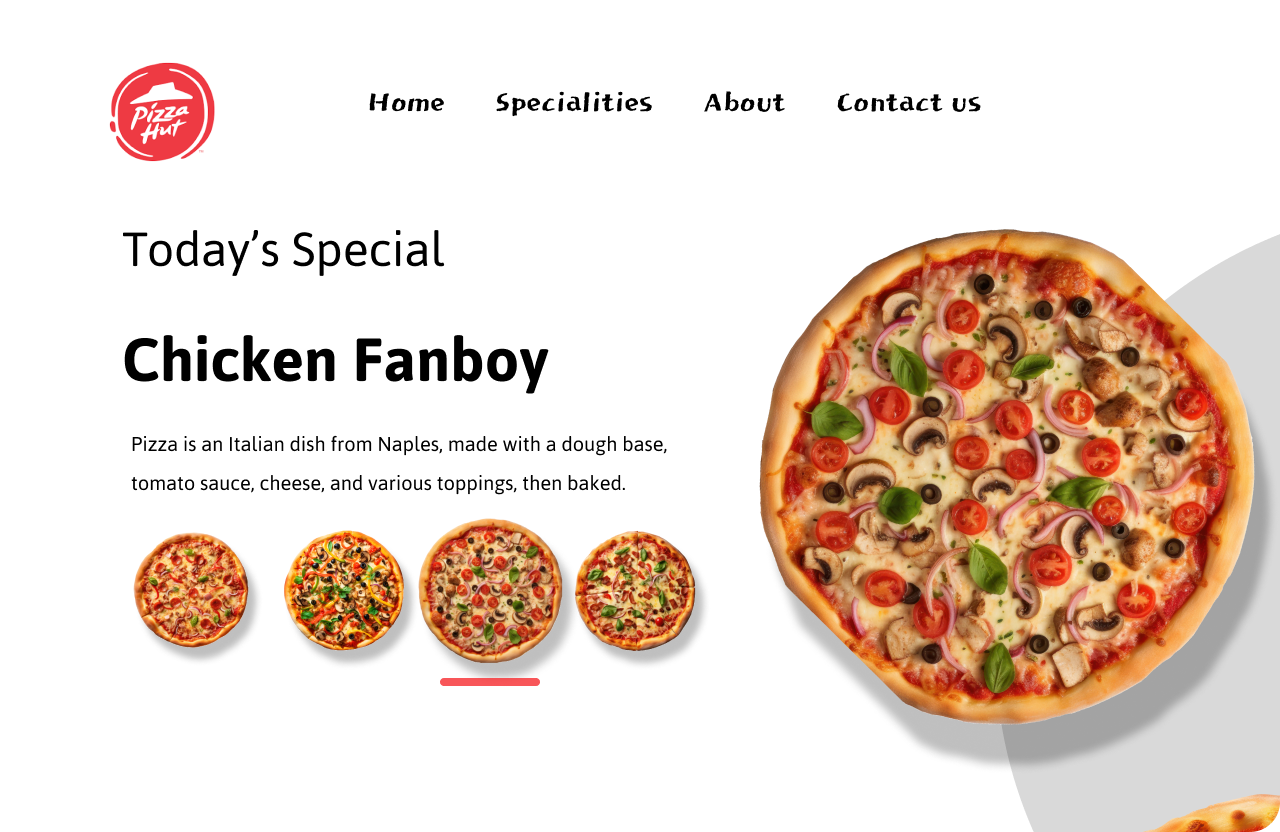 Pizza
Hut
Home Specialities About Contact us
Today’s Special
Chicken Fanboy
Pizza is an Italian dish from Naples, made with a dough base,
tomato sauce, cheese, and various toppings, then baked.